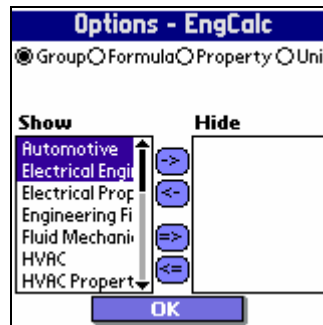 Options - EngCalc
Group Formula Property Uni
Show Hide
Automotive
Electrical Engi
Electrical Prop
Engineering Fi
Fluid Mechani
HVAC
HVAC Propert
->
<-
=>
<=
OK